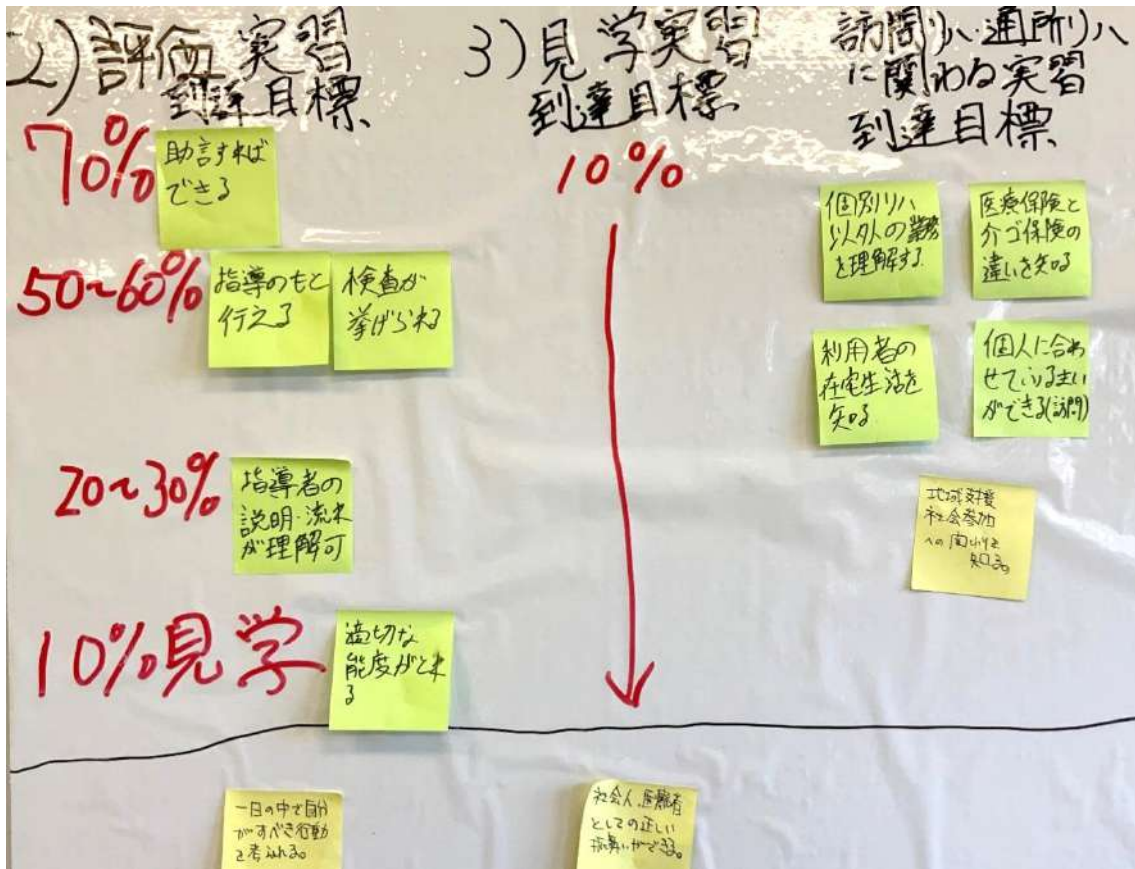 2)評価実習
到達目標
70%
助言すれば
できる
50~60%
指導のもと
行える
検査が
挙げられる
20~30%
指導者の
説明・流れ
が理解可
10%見学
適切な
態度がとれ
る
一日の中で自分
がすべき行動
を考られる。
3)見学実習
到達目標
10%
社会人、医療者
としての正しい
振舞いができる。
訪問リハ・通所リハ
に関わる実習
到達目標
個別リハ
以外の業務
を理解する
医療保険と
介ゴ保険の
違いを知る
利用者の
在宅生活を
知る
個人に合わ
せて
ができる(訪問)
地域支援
社会参加
への関わりを
知る。